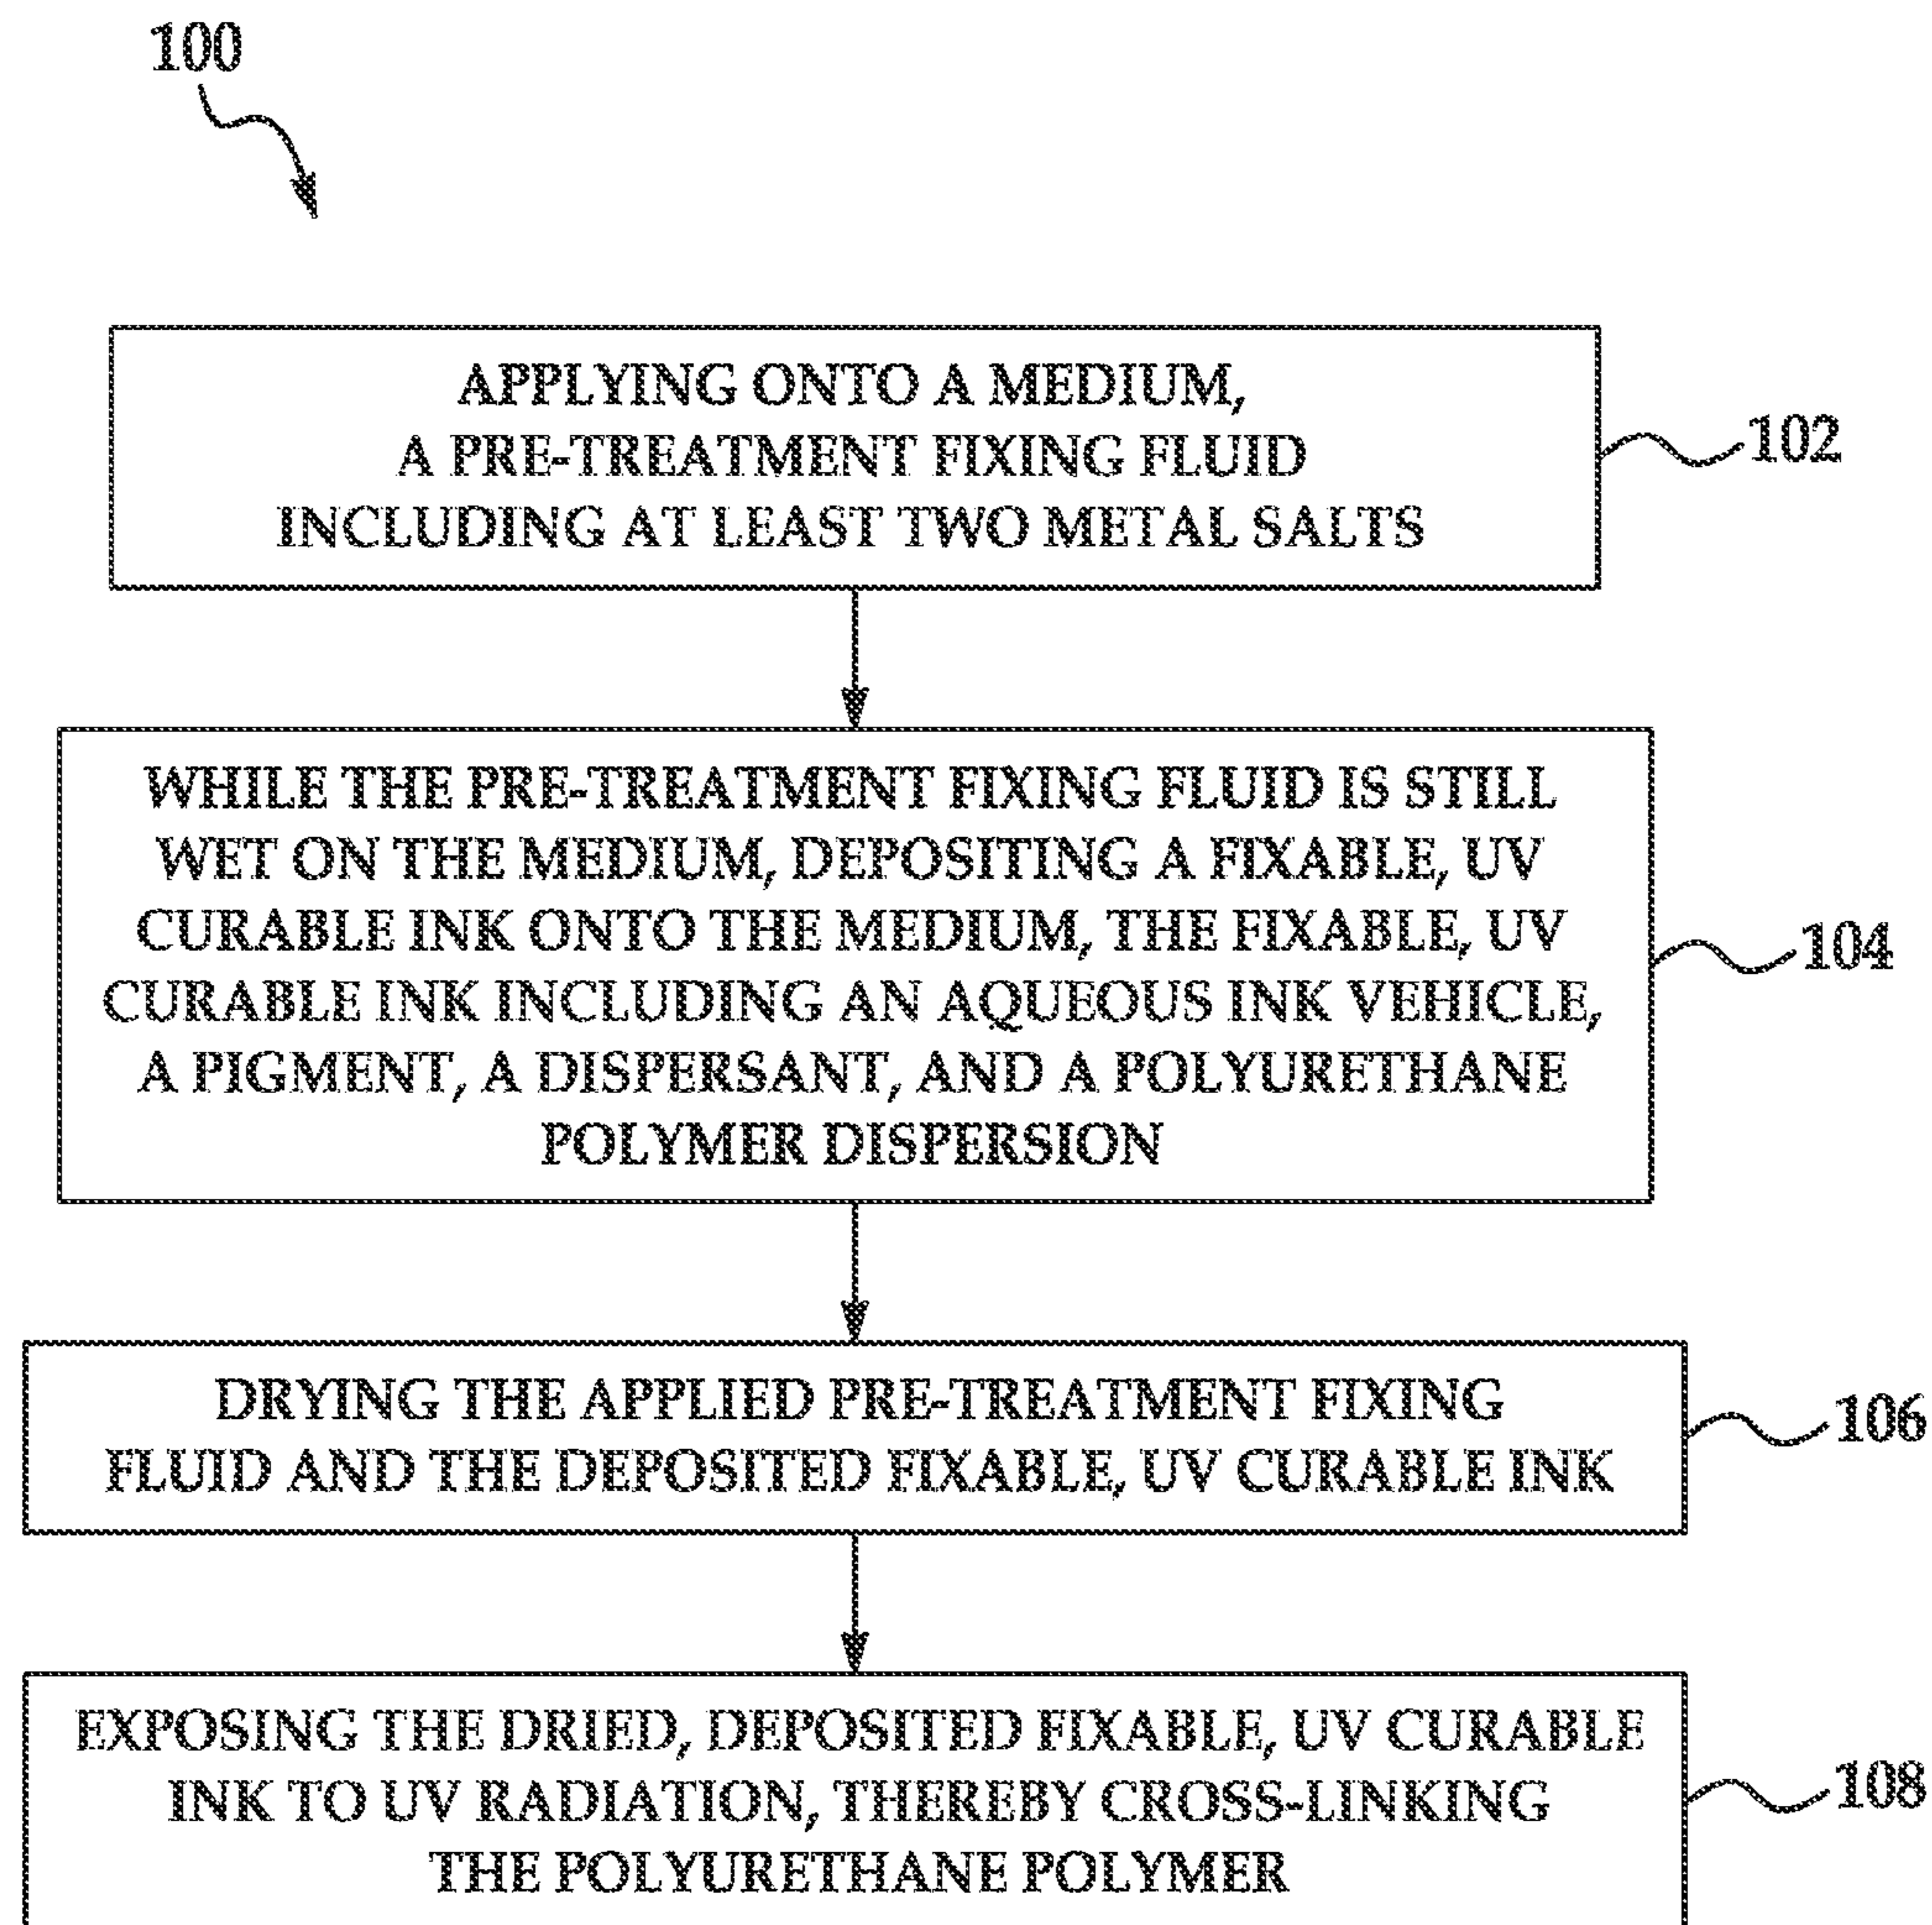 100
APPLYING ONTO A MEDIUM,
A PRE-TREATMENT FIXING FLUID
INCLUDING AT LEAST TWO METAL SALTS
102
WHILE THE PRE-TREATMENT FIXING FLUID IS STILL
WET ON THE MEDIUM, DEPOSITING A FIXABLE, UV
CURABLE INK ONTO THE MEDIUM, THE FIXABLE, UV
CURABLE INK INCLUDING AN AQUEOUS INK VEHICLE,
A PIGMENT, A DISPERSANT, AND A POLYURETHANE
POLYMER DISPERSION
104
DRYING THE APPLIED PRE-TREATMENT FIXING
FLUID AND THE DEPOSITED FIXABLE, UV CURABLE INK
106
EXPOSING THE DRIED, DEPOSITED FIXABLE, UV CURABLE
INK TO UV RADIATION, THEREBY CROSS-LINKING
THE POLYURETHANE POLYMER
108